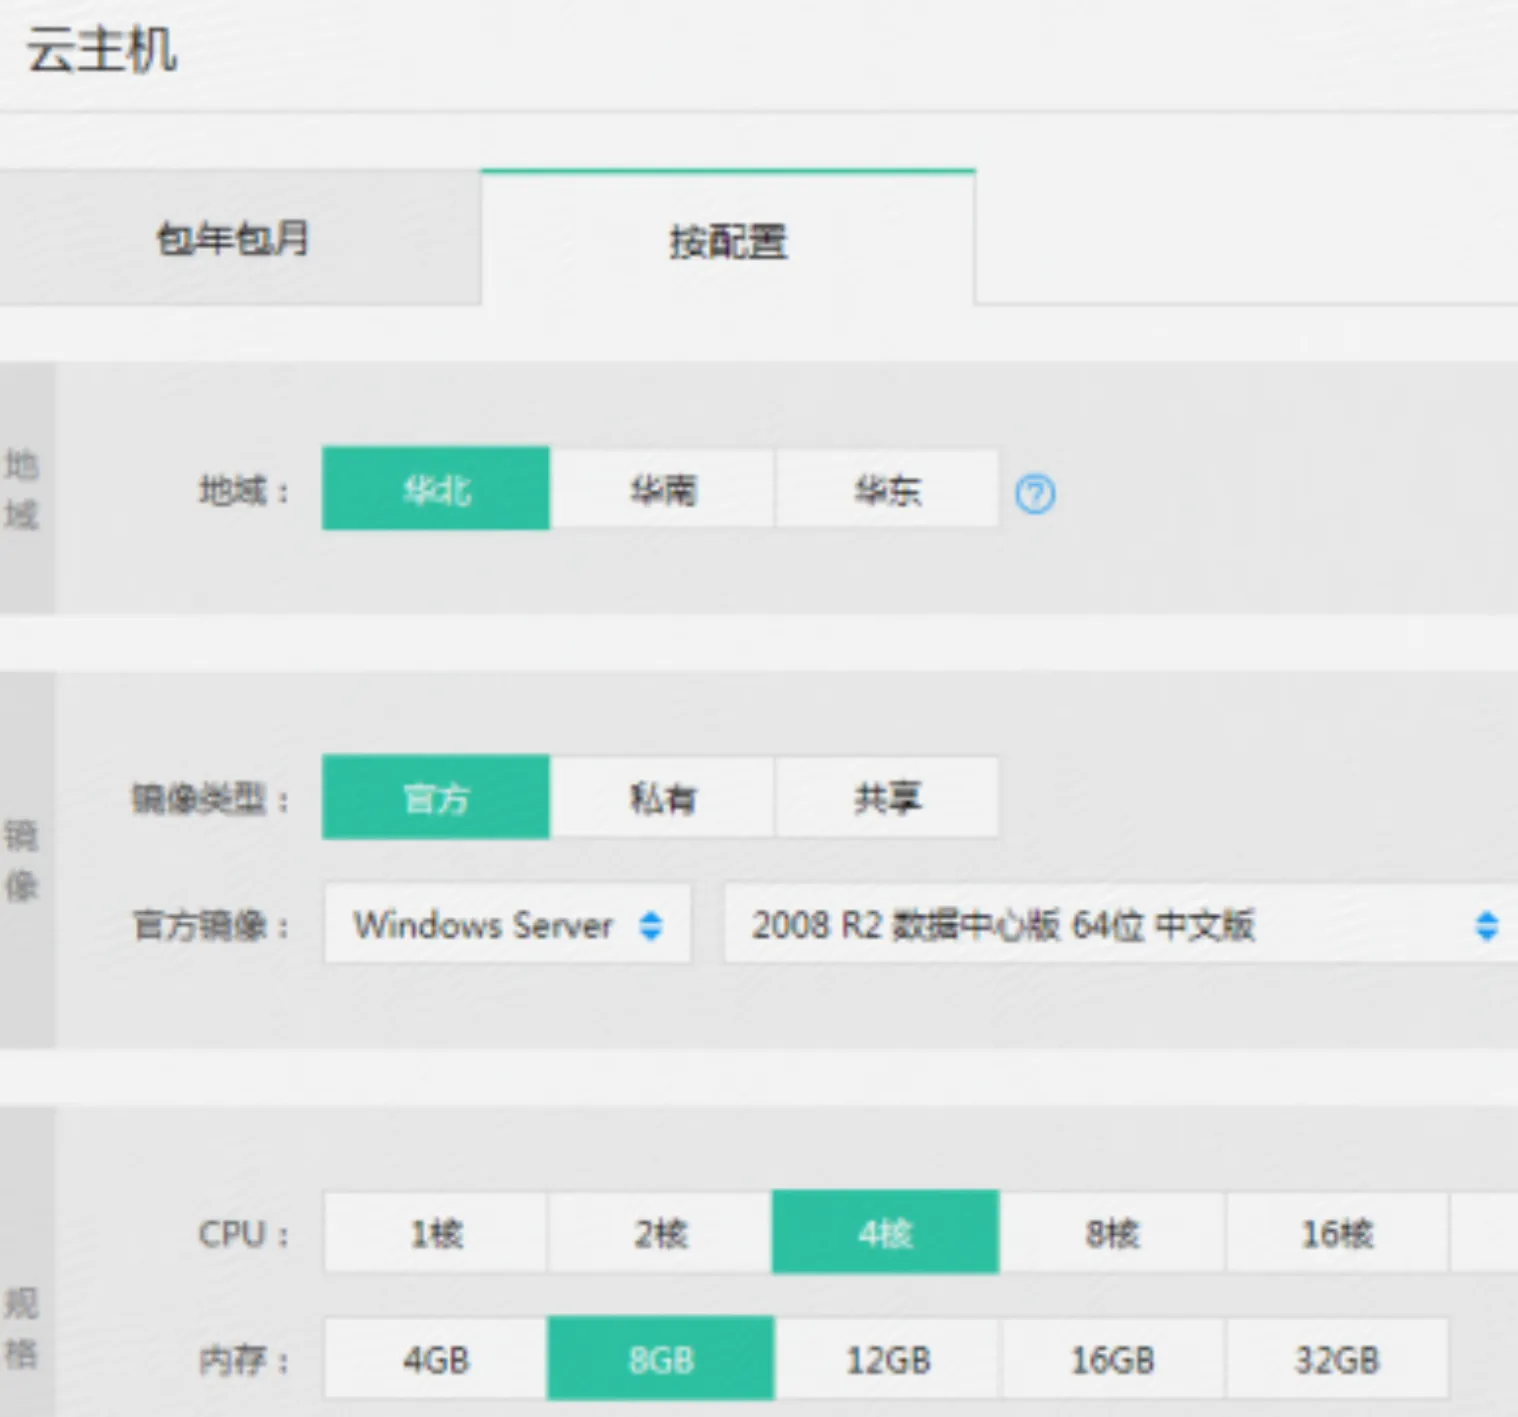 云主机
包年包月 按配置
地域
地域： 华北 华南 华东 ?
镜像
镜像类型： 官方 私有 共享
官方镜像： Windows Server 2008 R2 数据中心版 64位 中文版
规格
CPU： 1核 2核 4核 8核 16核
内存： 4GB 8GB 12GB 16GB 32GB